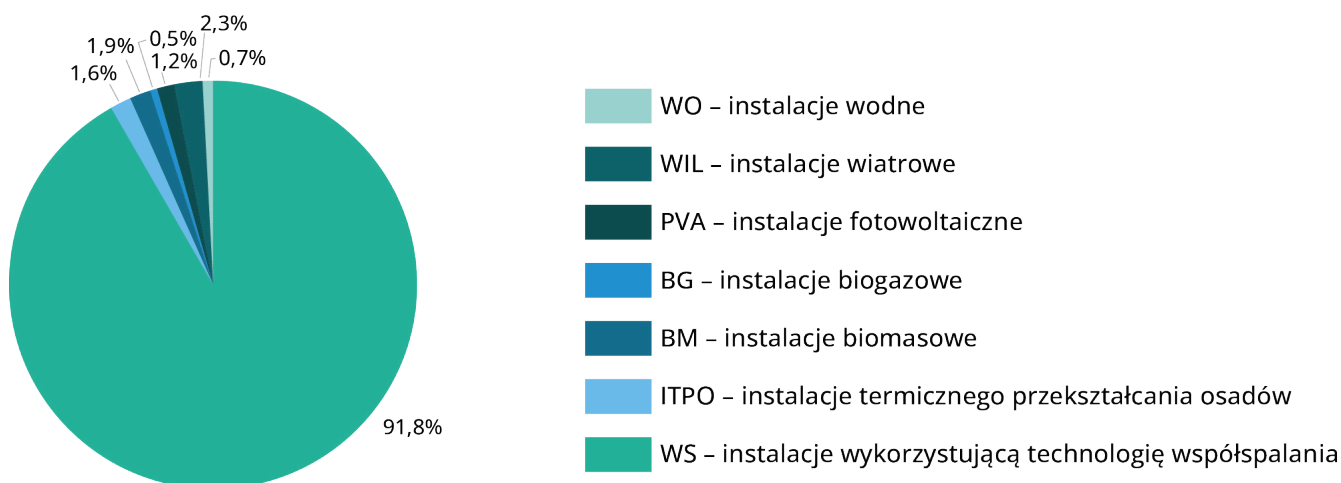 2,3%
0,5%
1,9%
1,2%
0,7%
1,6%
91,8%
WO – instalacje wodne
WIL – instalacje wiatrowe
PVA – instalacje fotowoltaiczne
BG – instalacje biogazowe
BM – instalacje biomasowe
ITPO – instalacje termicznego przekształcania osadów
WS – instalacje wykorzystującą technologię współspalania